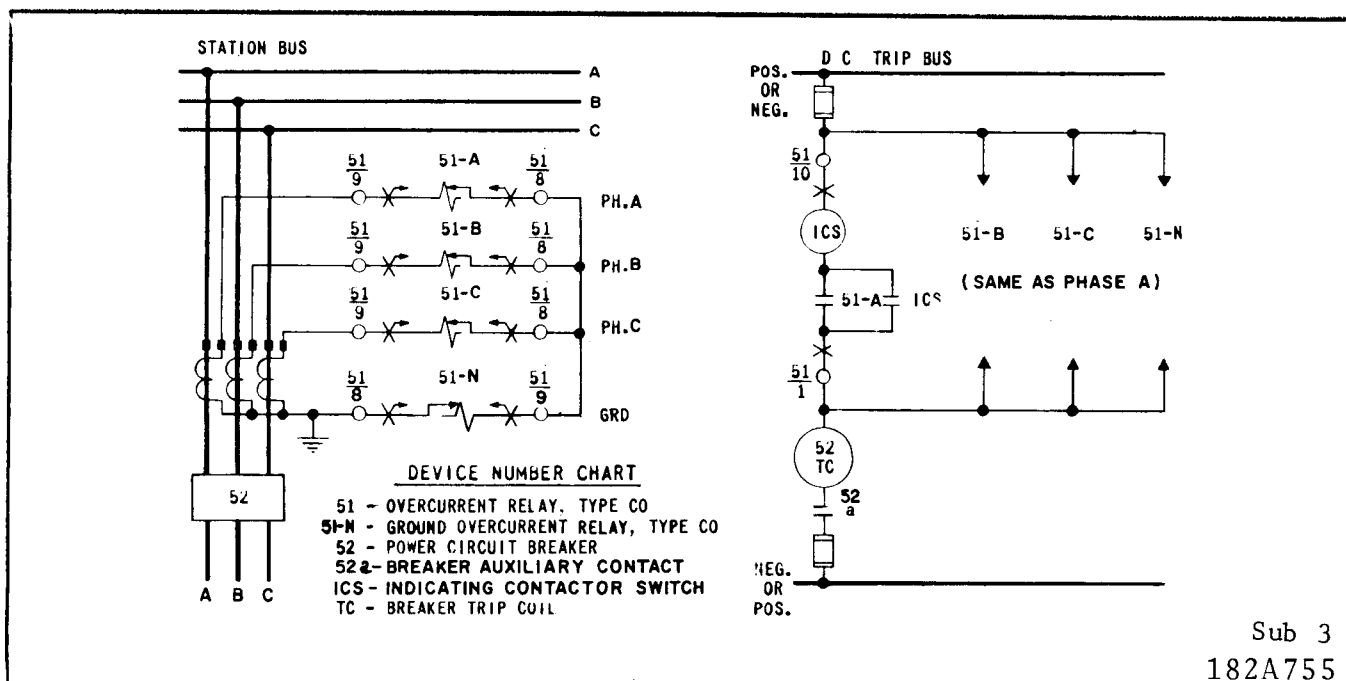 STATION BUS
A
B
C
51
9
51-A
51
8
PH.A
51
9
51-B
51
8
PH.B
51
9
51-C
51
8
PH.C
51
8
51-N
51
9
GRD
52
A B C
DEVICE NUMBER CHART
51 - OVERCURRENT RELAY, TYPE CO
51-N - GROUND OVERCURRENT RELAY, TYPE CO
52 - POWER CIRCUIT BREAKER
52a - BREAKER AUXILIARY CONTACT
ICS - INDICATING CONTACTOR SWITCH
TC - BREAKER TRIP COIL
D C TRIP BUS
POS.
OR
NEG.
51
10
ICS
51-B 51-C 51-N
(SAME AS PHASE A)
51-A ICS
51
1
52
TC
52
a
NEG.
OR
POS.
Sub 3
182A755